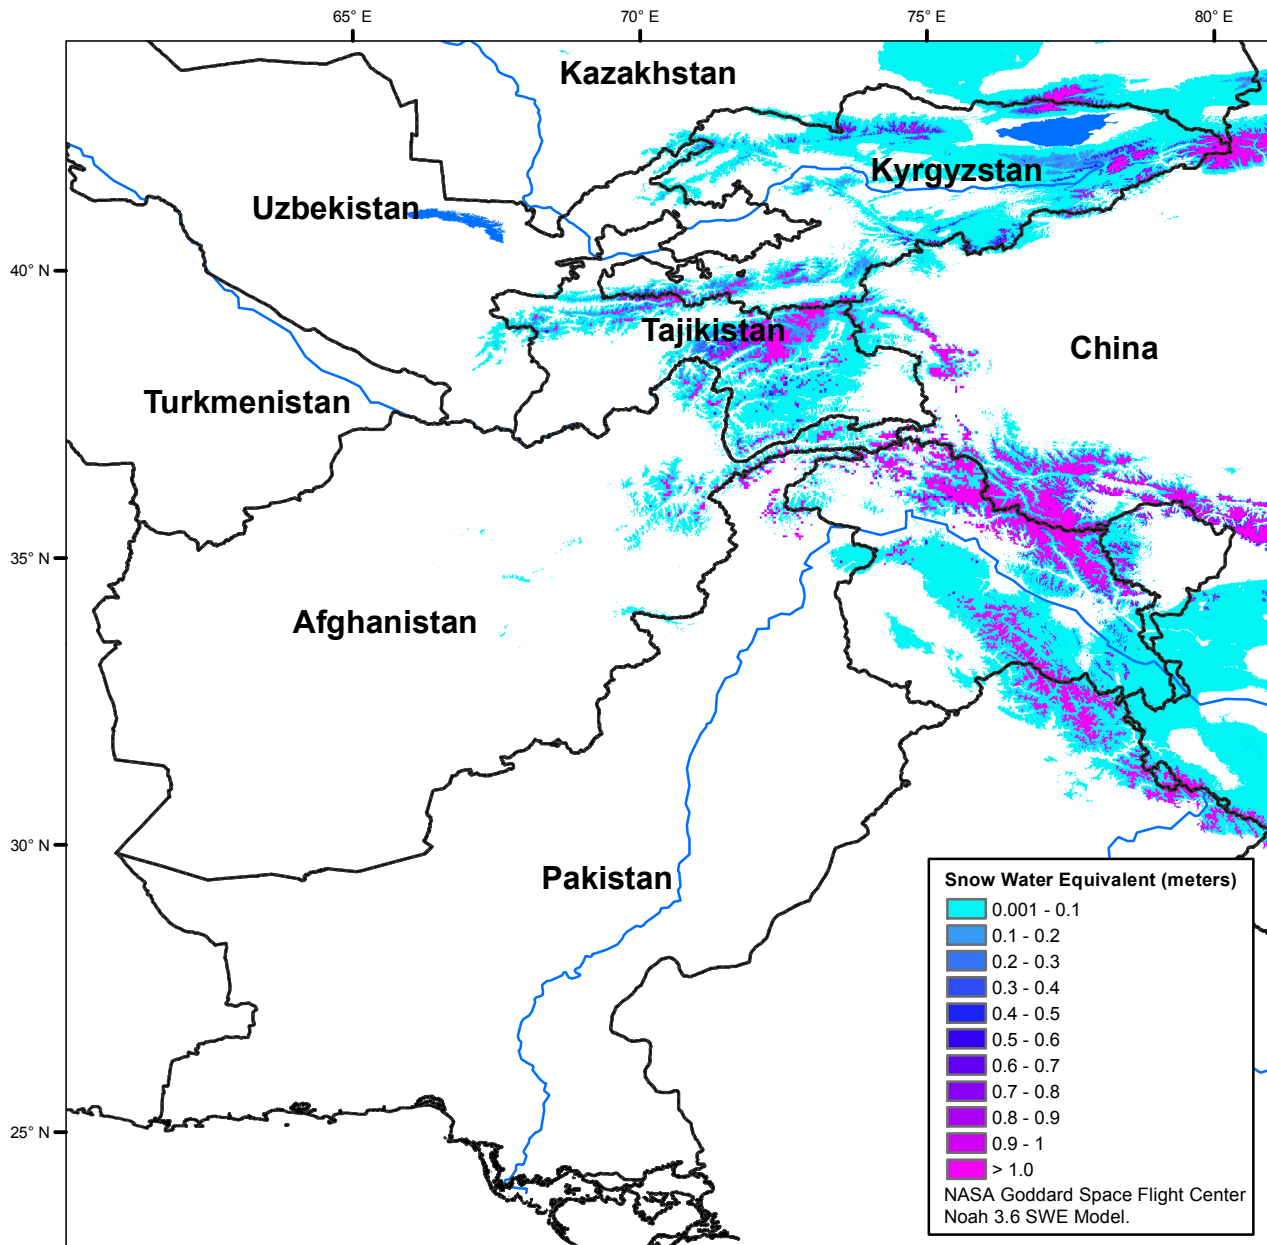 65° E
70° E
75° E
80° E
Kazakhstan
Kyrgyzstan
Uzbekistan
40° N
Tajikistan
China
Turkmenistan
35° N
Afghanistan
30° N
Pakistan
25° N
Snow Water Equivalent (meters)
0.001 - 0.1
0.1 - 0.2
0.2 - 0.3
0.3 - 0.4
0.4 - 0.5
0.5 - 0.6
0.6 - 0.7
0.7 - 0.8
0.8 - 0.9
0.9 - 1
> 1.0
NASA Goddard Space Flight Center
Noah 3.6 SWE Model.